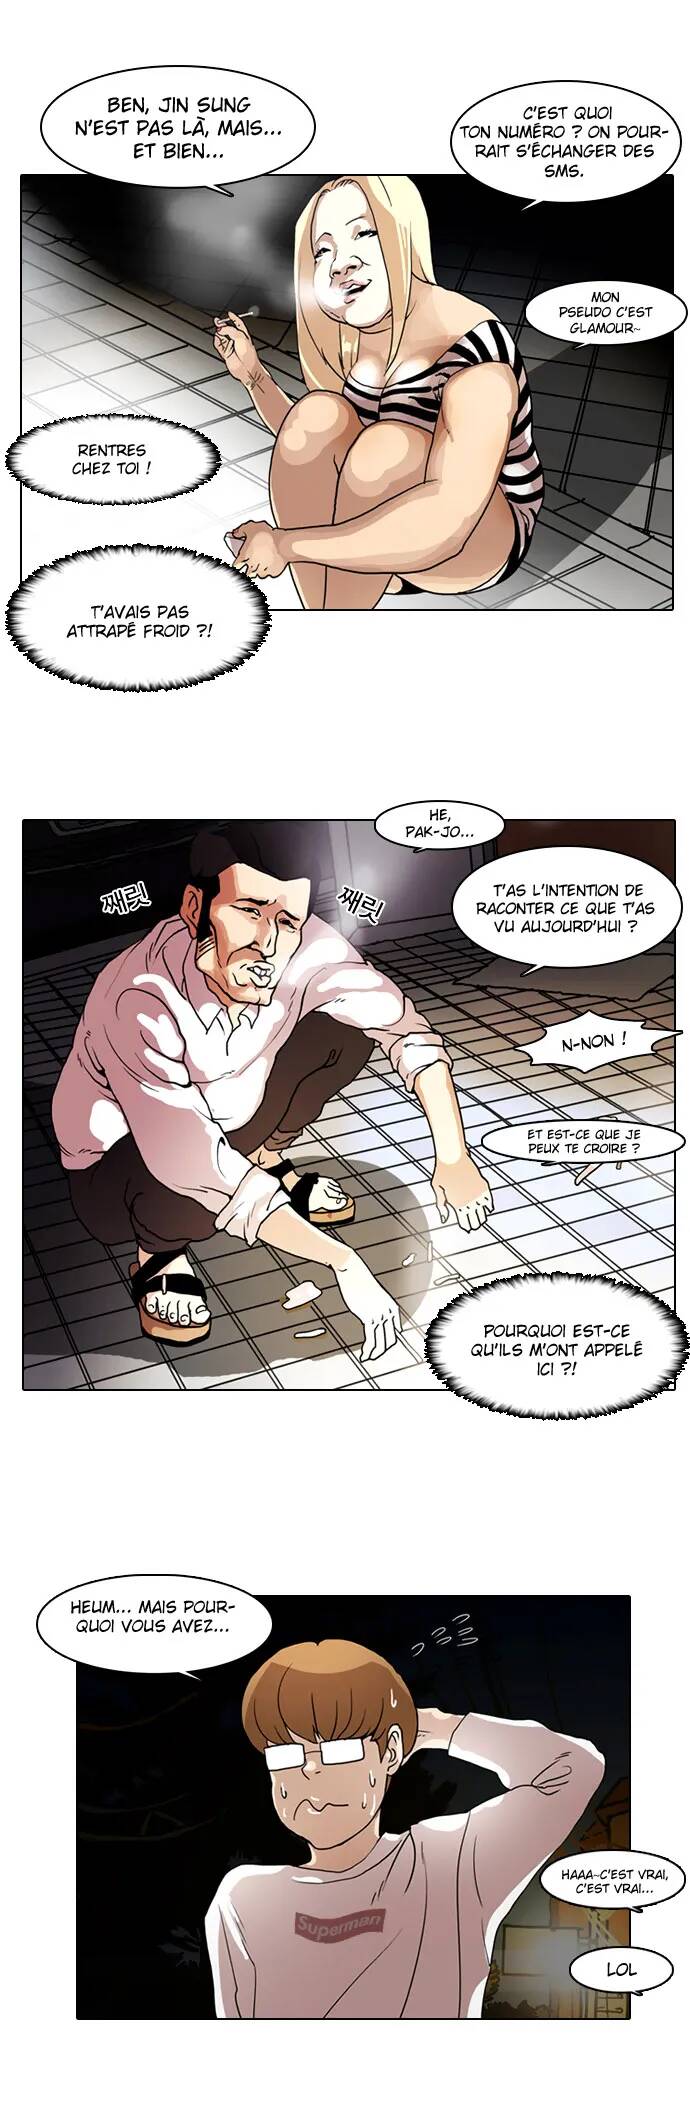 BEN, JIN SUNG
N'EST PAS LÀ, MAIS...
ET BIEN...
C'EST QUOI
TON NUMÉRO ? ON POUR-
RAIT S'ÉCHANGER DES
SMS.
MON
PSEUDO C'EST
GLAMOUR~
RENTRES
CHEZ TOI !
T'AVAIS PAS
ATTRAPÉ FROID ?!
HE,
PAK-JO...
째릿
째릿
T'AS L'INTENTION DE
RACONTER CE QUE T'AS
VU AUJOURD'HUI ?
N-NON !
ET EST-CE QUE JE
PEUX TE CROIRE ?
POURQUOI EST-CE
QU'ILS M'ONT APPELÉ
ICI ?!
HEUM... MAIS POUR-
QUOI VOUS AVEZ...
Superman
HAAA~C'EST VRAI,
C'EST VRAI...
LOL